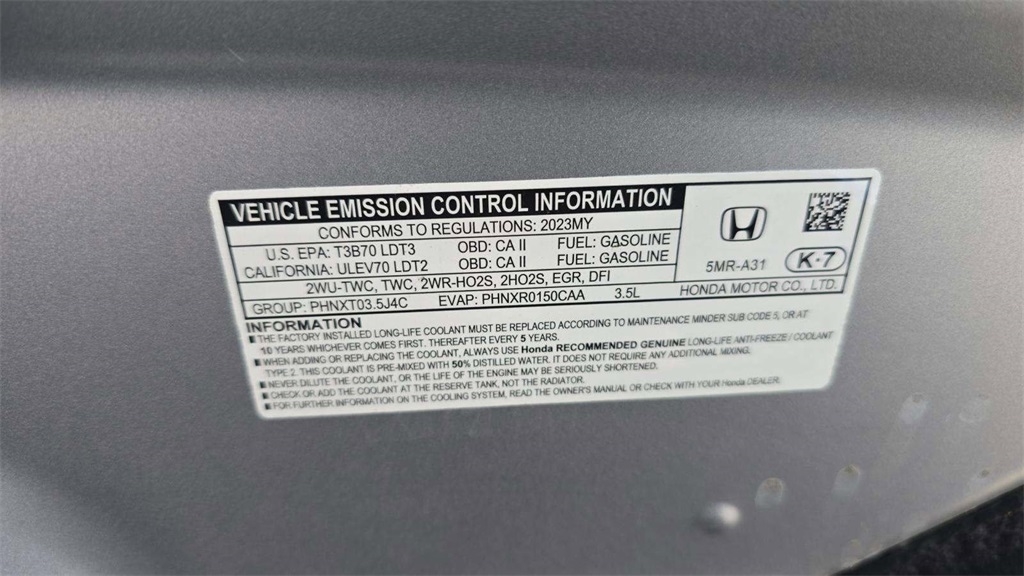 VEHICLE EMISSION CONTROL INFORMATION
CONFORMS TO REGULATIONS: 2023MY
U.S. EPA: T3B70 LDT3 OBD: CA II FUEL: GASOLINE
CALIFORNIA: ULEV70 LDT2 OBD: CA II FUEL: GASOLINE
2WU-TWC, TWC, 2WR-HO2S, 2HO2S, EGR, DFI
GROUP: PHNXT03.5J4C EVAP: PHNXR0150CAA 3.5L
5MR-A31 K-7
HONDA MOTOR CO., LTD.
INFORMATION
■ THE FACTORY INSTALLED LONG-LIFE COOLANT MUST BE REPLACED ACCORDING TO MAINTENANCE MINDER SUB CODE 5, OR AT
10 YEARS WHICHEVER COMES FIRST. THEREAFTER EVERY 5 YEARS.
■ WHEN ADDING OR REPLACING THE COOLANT, ALWAYS USE Honda RECOMMENDED GENUINE LONG-LIFE ANTI-FREEZE / COOLANT
TYPE 2. THIS COOLANT IS PRE-MIXED WITH 50% DISTILLED WATER. IT DOES NOT REQUIRE ANY ADDITIONAL MIXING.
■ NEVER DILUTE THE COOLANT, OR THE LIFE OF THE ENGINE MAY BE SERIOUSLY SHORTENED.
■ CHECK OR ADD THE COOLANT AT THE RESERVE TANK, NOT THE RADIATOR.
■ FOR FURTHER INFORMATION ON THE COOLING SYSTEM, READ THE OWNER'S MANUAL OR CHECK WITH YOUR Honda DEALER.